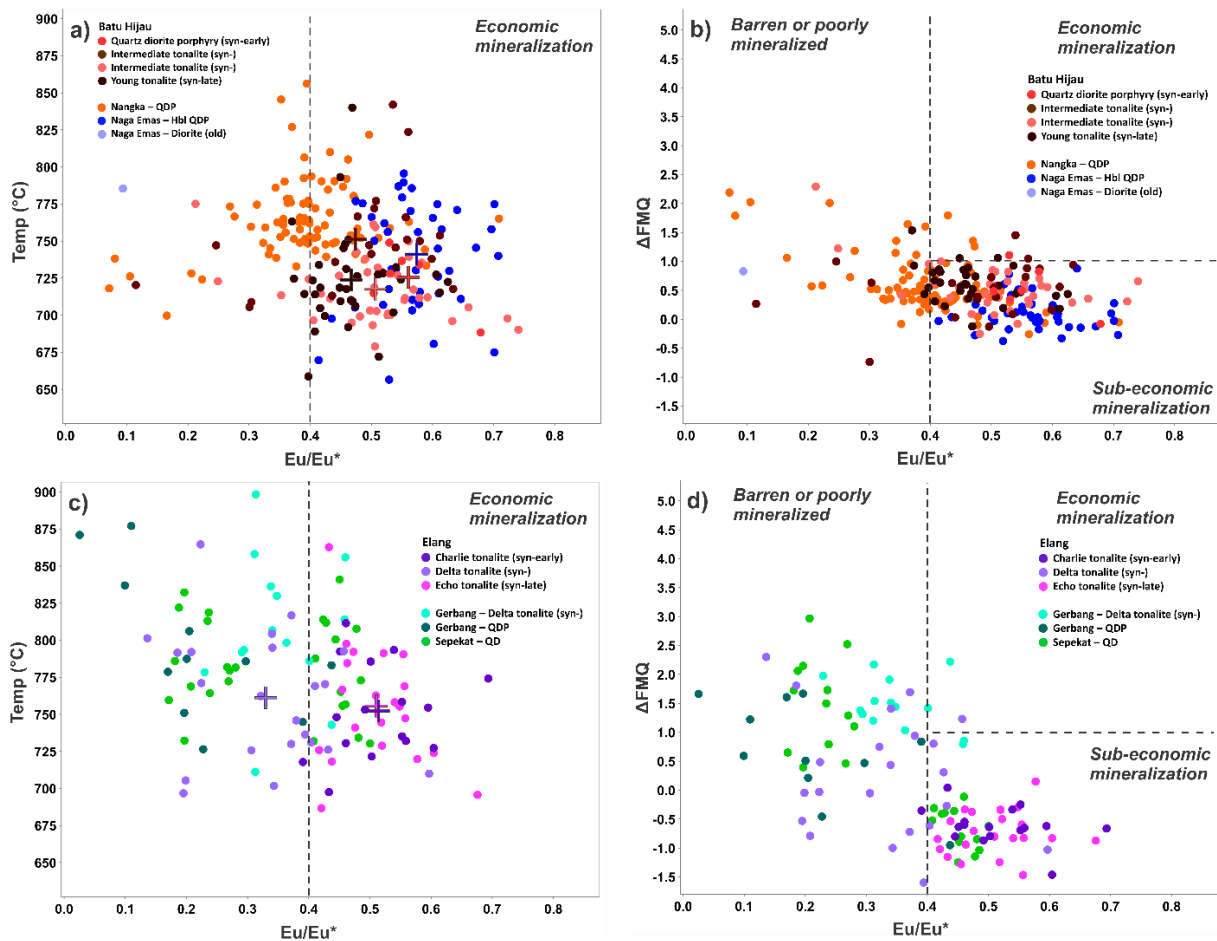 a)
Economic
mineralization
Batu Hijau
Quartz diorite porphyry (syn-early)
Intermediate tonalite (syn-)
Intermediate tonalite (syn-)
Young tonalite (syn-late)
Nangka – QDP
Naga Emas – Hbl QDP
Naga Emas – Diorite (old)
Temp (°C)
900
875
850
825
800
775
750
725
700
675
650
0.0 0.1 0.2 0.3 0.4 0.5 0.6 0.7 0.8
Eu/Eu*
b)
Barren or poorly
mineralized
Economic
mineralization
Batu Hijau
Quartz diorite porphyry (syn-early)
Intermediate tonalite (syn-)
Intermediate tonalite (syn-)
Young tonalite (syn-late)
Nangka – QDP
Naga Emas – Hbl QDP
Naga Emas – Diorite (old)
Sub-economic
mineralization
ΔFMQ
5.0
4.5
4.0
3.5
3.0
2.5
2.0
1.5
1.0
0.5
0.0
-0.5
-1.0
-1.5
0.0 0.1 0.2 0.3 0.4 0.5 0.6 0.7 0.8
Eu/Eu*
c)
Economic
mineralization
Elang
Charlie tonalite (syn-early)
Delta tonalite (syn-)
Echo tonalite (syn-late)
Gerbang – Delta tonalite (syn-)
Gerbang – QDP
Sepekat – QD
Temp (°C)
900
875
850
825
800
775
750
725
700
675
650
0.0 0.1 0.2 0.3 0.4 0.5 0.6 0.7 0.8
Eu/Eu*
d)
Barren or poorly
mineralized
Economic
mineralization
Elang
Charlie tonalite (syn-early)
Delta tonalite (syn-)
Echo tonalite (syn-late)
Gerbang – Delta tonalite (syn-)
Gerbang – QDP
Sepekat – QD
Sub-economic
mineralization
ΔFMQ
5.0
4.5
4.0
3.5
3.0
2.5
2.0
1.5
1.0
0.5
0.0
-0.5
-1.0
-1.5
0.0 0.1 0.2 0.3 0.4 0.5 0.6 0.7 0.8
Eu/Eu*